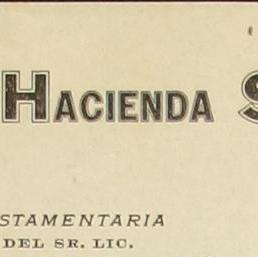 HACIENDA S
STAMENTARIA
DEL SR. LIC.